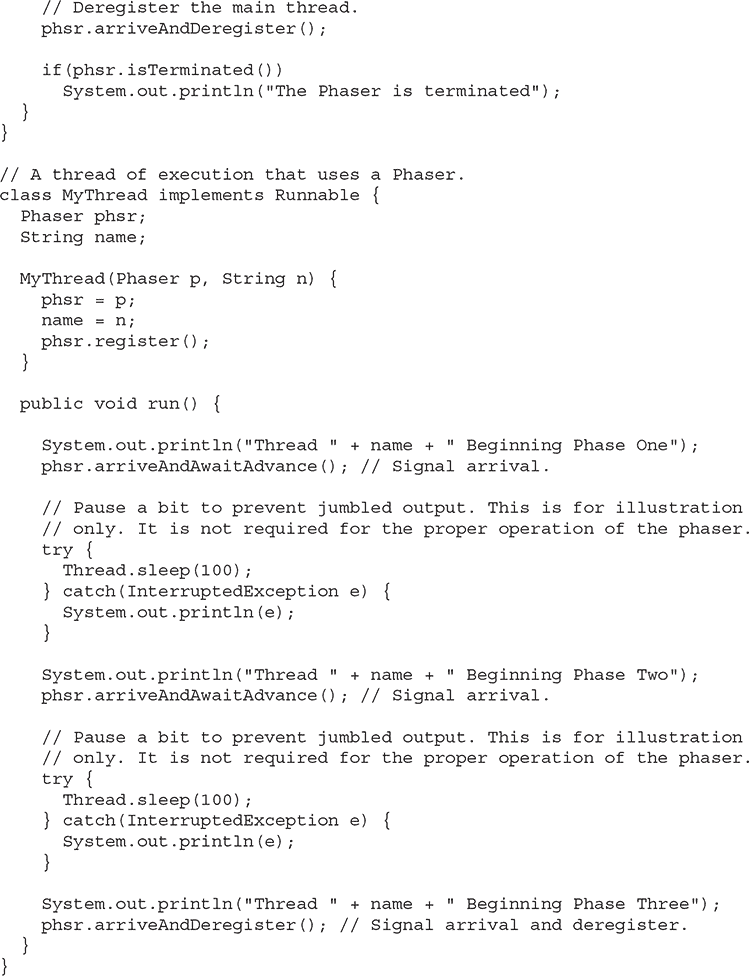 // Deregister the main thread.
    phsr.arriveAndDeregister();

    if(phsr.isTerminated())
      System.out.println("The Phaser is terminated");
  }
}

// A thread of execution that uses a Phaser.
class MyThread implements Runnable {
  Phaser phsr;
  String name;

  MyThread(Phaser p, String n) {
    phsr = p;
    name = n;
    phsr.register();
  }

  public void run() {

    System.out.println("Thread " + name + " Beginning Phase One");
    phsr.arriveAndAwaitAdvance(); // Signal arrival.

    // Pause a bit to prevent jumbled output. This is for illustration
    // only. It is not required for the proper operation of the phaser.
    try {
      Thread.sleep(100);
    } catch(InterruptedException e) {
      System.out.println(e);
    }

    System.out.println("Thread " + name + " Beginning Phase Two");
    phsr.arriveAndAwaitAdvance(); // Signal arrival.

    // Pause a bit to prevent jumbled output. This is for illustration
    // only. It is not required for the proper operation of the phaser.
    try {
      Thread.sleep(100);
    } catch(InterruptedException e) {
      System.out.println(e);
    }

    System.out.println("Thread " + name + " Beginning Phase Three");
    phsr.arriveAndDeregister(); // Signal arrival and deregister.
  }
}